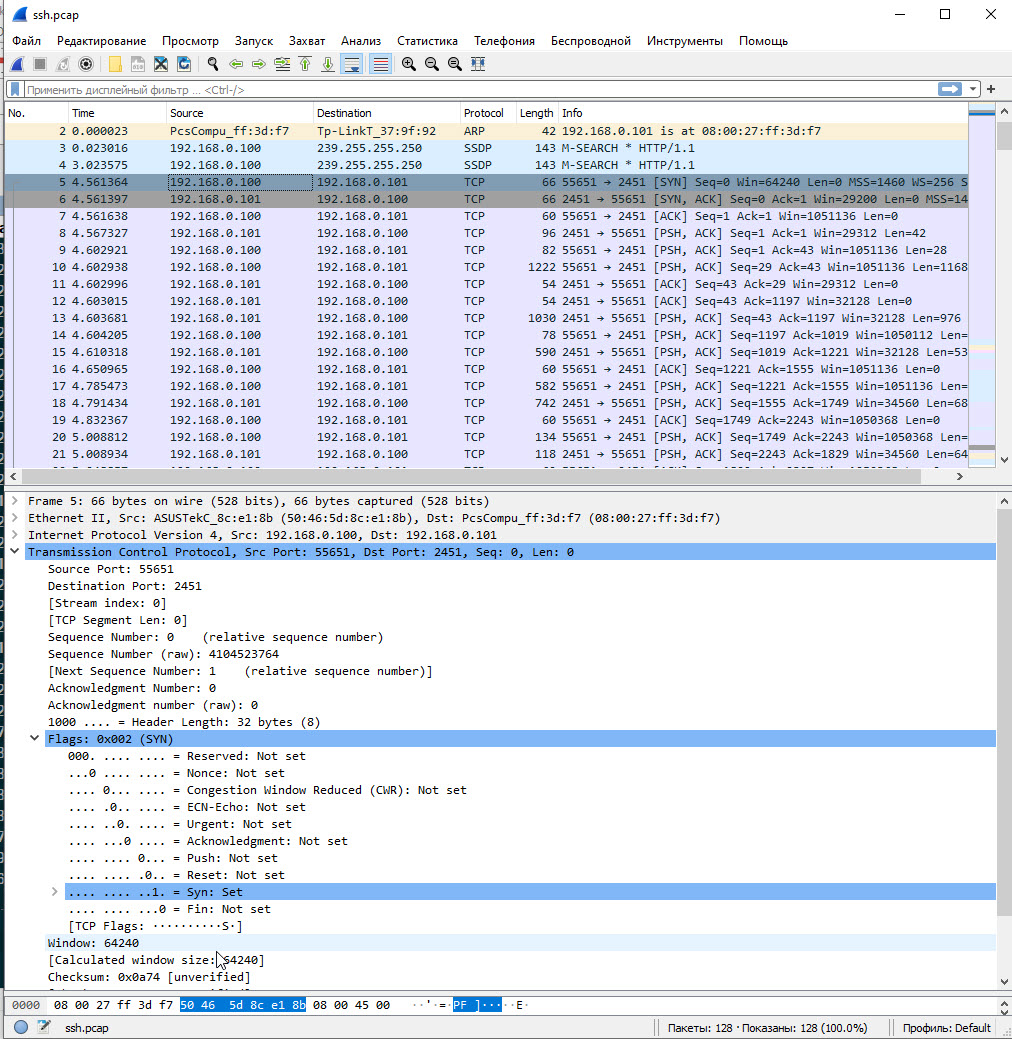 ssh.pcap
Файл Редактирование Просмотр Запуск Захват Анализ Статистика Телефония Беспроводной Инструменты Помощь
Применить дисплейный фильтр ... <Ctrl-/>
No. Time Source Destination Protocol Length Info
2 0.000023 PcsCompu_ff:3d:f7 Tp-LinkT_37:9f:92 ARP 42 192.168.0.101 is at 08:00:27:ff:3d:f7
3 0.023016 192.168.0.100 239.255.255.250 SSDP 143 M-SEARCH * HTTP/1.1
4 3.023575 192.168.0.100 239.255.255.250 SSDP 143 M-SEARCH * HTTP/1.1
5 4.561364 192.168.0.100 192.168.0.101 TCP 66 55651 → 2451 [SYN] Seq=0 Win=64240 Len=0 MSS=1460 WS=256 S
6 4.561397 192.168.0.101 192.168.0.100 TCP 66 2451 → 55651 [SYN, ACK] Seq=0 Ack=1 Win=29200 Len=0 MSS=14
7 4.561638 192.168.0.100 192.168.0.101 TCP 60 55651 → 2451 [ACK] Seq=1 Ack=1 Win=1051136 Len=0
8 4.567327 192.168.0.101 192.168.0.100 TCP 96 2451 → 55651 [PSH, ACK] Seq=1 Ack=1 Win=29312 Len=42
9 4.602921 192.168.0.100 192.168.0.101 TCP 82 55651 → 2451 [PSH, ACK] Seq=1 Ack=43 Win=1051136 Len=28
10 4.602938 192.168.0.100 192.168.0.101 TCP 1222 55651 → 2451 [PSH, ACK] Seq=29 Ack=43 Win=1051136 Len=1168
11 4.602996 192.168.0.101 192.168.0.100 TCP 54 2451 → 55651 [ACK] Seq=43 Ack=29 Win=29312 Len=0
12 4.603015 192.168.0.101 192.168.0.100 TCP 54 2451 → 55651 [ACK] Seq=43 Ack=1197 Win=32128 Len=0
13 4.603681 192.168.0.101 192.168.0.100 TCP 1030 2451 → 55651 [PSH, ACK] Seq=43 Ack=1197 Win=32128 Len=976
14 4.604205 192.168.0.100 192.168.0.101 TCP 78 55651 → 2451 [PSH, ACK] Seq=1197 Ack=1019 Win=1050112 Len=
15 4.610318 192.168.0.101 192.168.0.100 TCP 590 2451 → 55651 [PSH, ACK] Seq=1019 Ack=1221 Win=32128 Len=53
16 4.650965 192.168.0.100 192.168.0.101 TCP 60 55651 → 2451 [ACK] Seq=1221 Ack=1555 Win=1051136 Len=0
17 4.785473 192.168.0.100 192.168.0.101 TCP 582 55651 → 2451 [PSH, ACK] Seq=1221 Ack=1555 Win=1051136 Len=
18 4.791434 192.168.0.101 192.168.0.100 TCP 742 2451 → 55651 [PSH, ACK] Seq=1555 Ack=1749 Win=34560 Len=68
19 4.832367 192.168.0.100 192.168.0.101 TCP 60 55651 → 2451 [ACK] Seq=1749 Ack=2243 Win=1050368 Len=0
20 5.008812 192.168.0.100 192.168.0.101 TCP 134 55651 → 2451 [PSH, ACK] Seq=1749 Ack=2243 Win=1050368 Len=
21 5.008934 192.168.0.101 192.168.0.100 TCP 118 2451 → 55651 [PSH, ACK] Seq=2243 Ack=1829 Win=34560 Len=64
Frame 5: 66 bytes on wire (528 bits), 66 bytes captured (528 bits)
Ethernet II, Src: ASUSTekC_8c:e1:8b (50:46:5d:8c:e1:8b), Dst: PcsCompu_ff:3d:f7 (08:00:27:ff:3d:f7)
Internet Protocol Version 4, Src: 192.168.0.100, Dst: 192.168.0.101
Transmission Control Protocol, Src Port: 55651, Dst Port: 2451, Seq: 0, Len: 0
Source Port: 55651
Destination Port: 2451
[Stream index: 0]
[TCP Segment Len: 0]
Sequence Number: 0 (relative sequence number)
Sequence Number (raw): 4104523764
[Next Sequence Number: 1 (relative sequence number)]
Acknowledgment Number: 0
Acknowledgment number (raw): 0
1000 .... = Header Length: 32 bytes (8)
Flags: 0x002 (SYN)
000. .... .... = Reserved: Not set
...0 .... .... = Nonce: Not set
.... 0... .... = Congestion Window Reduced (CWR): Not set
.... .0.. .... = ECN-Echo: Not set
.... ..0. .... = Urgent: Not set
.... ...0 .... = Acknowledgment: Not set
.... .... 0... = Push: Not set
.... .... .0.. = Reset: Not set
.... .... ..1. = Syn: Set
.... .... ...0 = Fin: Not set
[TCP Flags: ··········S·]
Window: 64240
[Calculated window size: 64240]
Checksum: 0x0a74 [unverified]
0000 08 00 27 ff 3d f7 50 46 5d 8c e1 8b 08 00 45 00 ··'·=·PF ]·····E·
ssh.pcap Пакеты: 128 · Показаны: 128 (100.0%) Профиль: Default